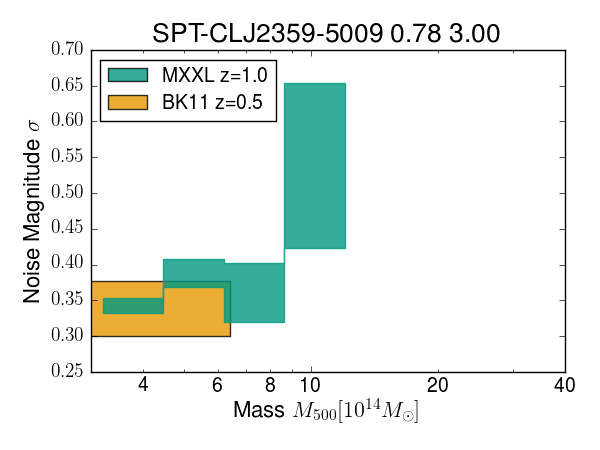 SPT-CLJ2359-5009 0.78 3.00
0.70
0.65
0.60
0.55
0.50
0.45
0.40
0.35
0.30
0.25
Noise Magnitude σ
MXXL z=1.0
BK11 z=0.5
4 6 8 10 20 40
Mass M₅₀₀[10¹⁴M⊙]